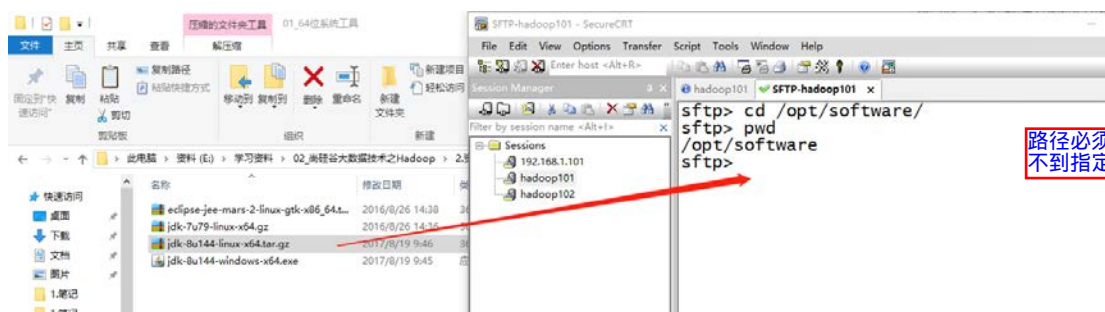 压缩的文件夹工具 01_64位系统工具
文件 主页 共享 查看 解压缩
复制 粘贴
复制路径
粘贴快捷方式
剪切
移动到 复制到 删除 重命名
新建
文件夹
新建项目
轻松访问
剪贴板 组织 新建
此电脑 › 资料 (E:) › 学习资料 › 02_尚硅谷大数据技术之Hadoop › 2.
名称 修改日期
快速访问
桌面
下载
文档
图片
1.笔记
eclipse-jee-mars-2-linux-gtk-x86_64.t... 2016/8/26 14:38
jdk-7u79-linux-x64.gz 2016/8/26 14:36
jdk-8u144-linux-x64.tar.gz 2017/8/19 9:46
jdk-8u144-windows-x64.exe 2017/8/19 9:45
SFTP-hadoop101 - SecureCRT
File Edit View Options Transfer Script Tools Window Help
Enter host <Alt+R>
Session Manager
Filter by session name <Alt+I>
Sessions
192.168.1.101
hadoop101
hadoop102
hadoop101 SFTP-hadoop101
sftp> cd /opt/software/
sftp> pwd
/opt/software
sftp>
路径必须
不到指定